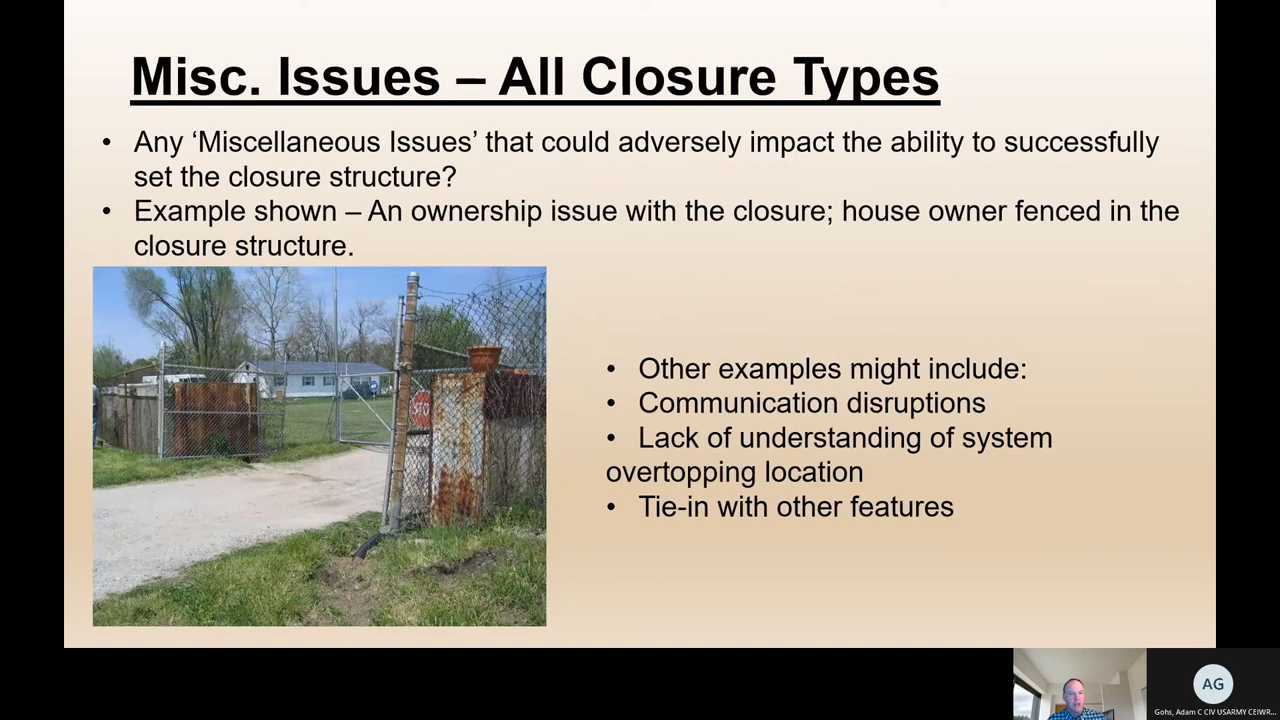 Misc. Issues – All Closure Types
• Any ‘Miscellaneous Issues’ that could adversely impact the ability to successfully
set the closure structure?
• Example shown – An ownership issue with the closure; house owner fenced in the
closure structure.
STO
• Other examples might include:
• Communication disruptions
• Lack of understanding of system
overtopping location
• Tie-in with other features
AG
Gohs, Adam C CIV USARMY CEIWR...